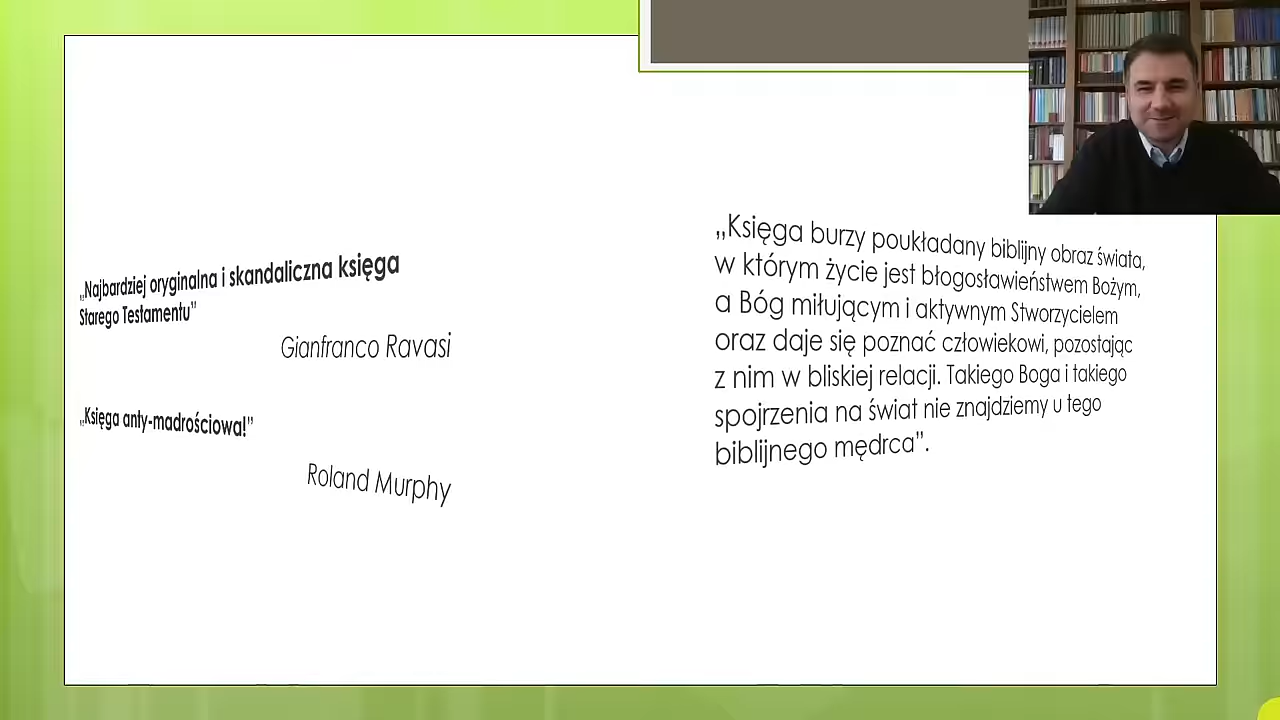 „Najbardziej oryginalna i skandaliczna księga
Starego Testamentu”
Gianfranco Ravasi
„Księga anty-madrościowa!”
Roland Murphy
„Księga burzy poukładany biblijny obraz świata,
w którym życie jest błogosławieństwem Bożym,
a Bóg miłującym i aktywnym Stworzycielem
oraz daje się poznać człowiekowi, pozostając
z nim w bliskiej relacji. Takiego Boga i takiego
spojrzenia na świat nie znajdziemy u tego
biblijnego mędrca”.